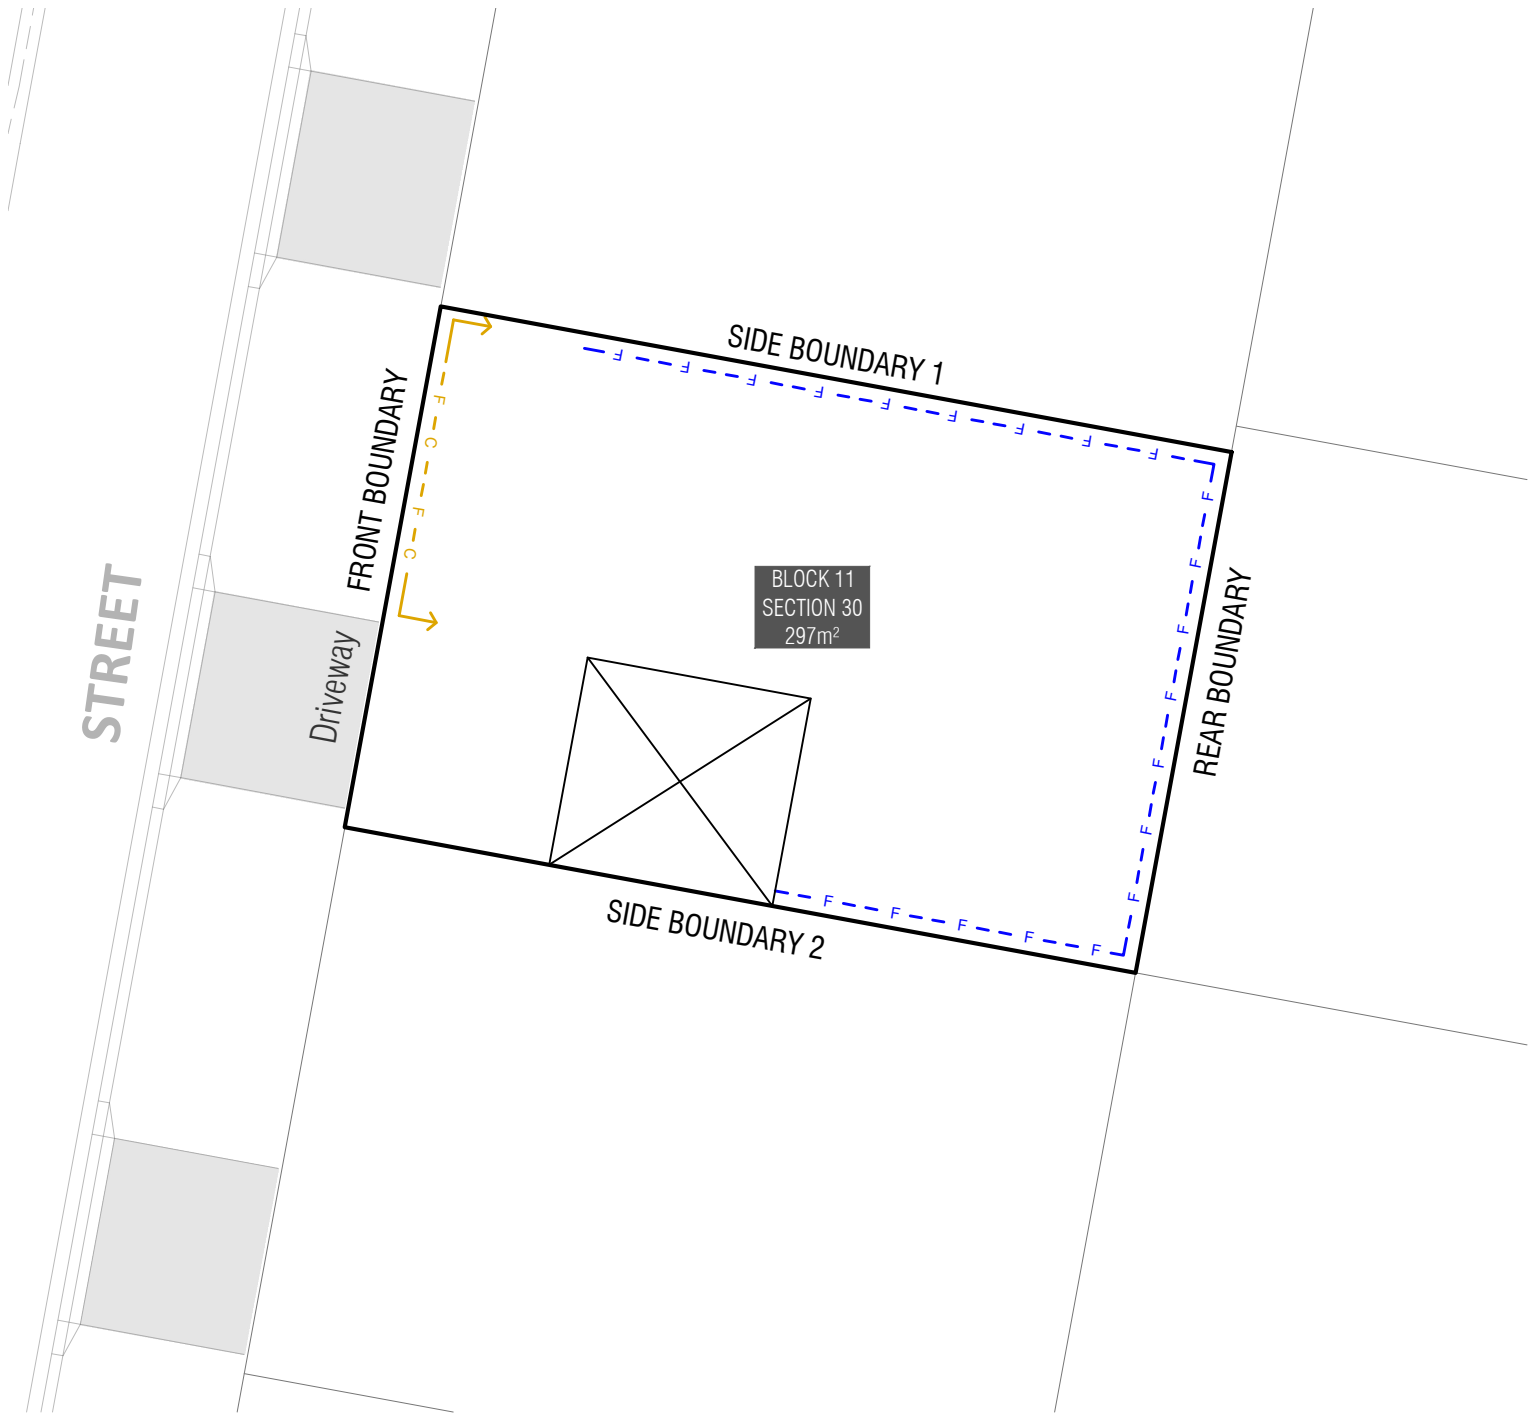 SIDE BOUNDARY 1
F F F F F F F F F
FRONT BOUNDARY
F C F C
STREET
Driveway
BLOCK 11
SECTION 30
297m²
F F F F F F F
REAR BOUNDARY
F F F F F
SIDE BOUNDARY 2